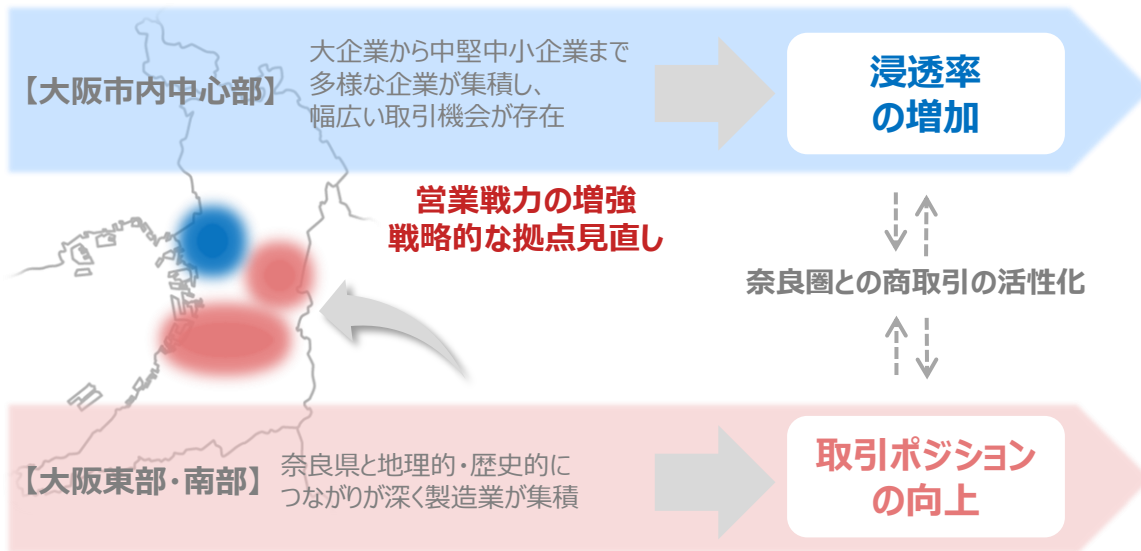 【大阪市内中心部】
大企業から中堅中小企業まで
多様な企業が集積し、
幅広い取引機会が存在
浸透率
の増加
営業戦力の増強
戦略的な拠点見直し
奈良圏との商取引の活性化
【大阪東部・南部】
奈良県と地理的・歴史的に
つながりが深く製造業が集積
取引ポジション
の向上